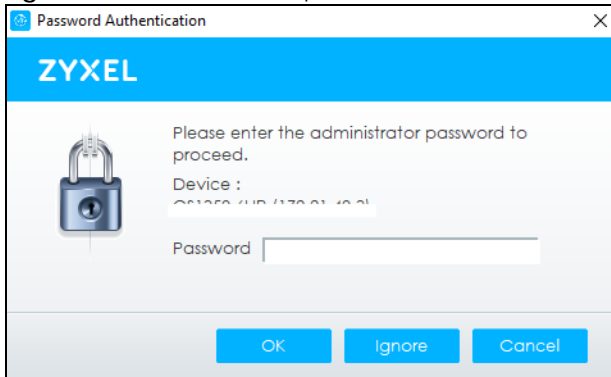 Password Authentication
ZYXEL
Please enter the administrator password to
proceed.
Device :
Password
OK
Ignore
Cancel